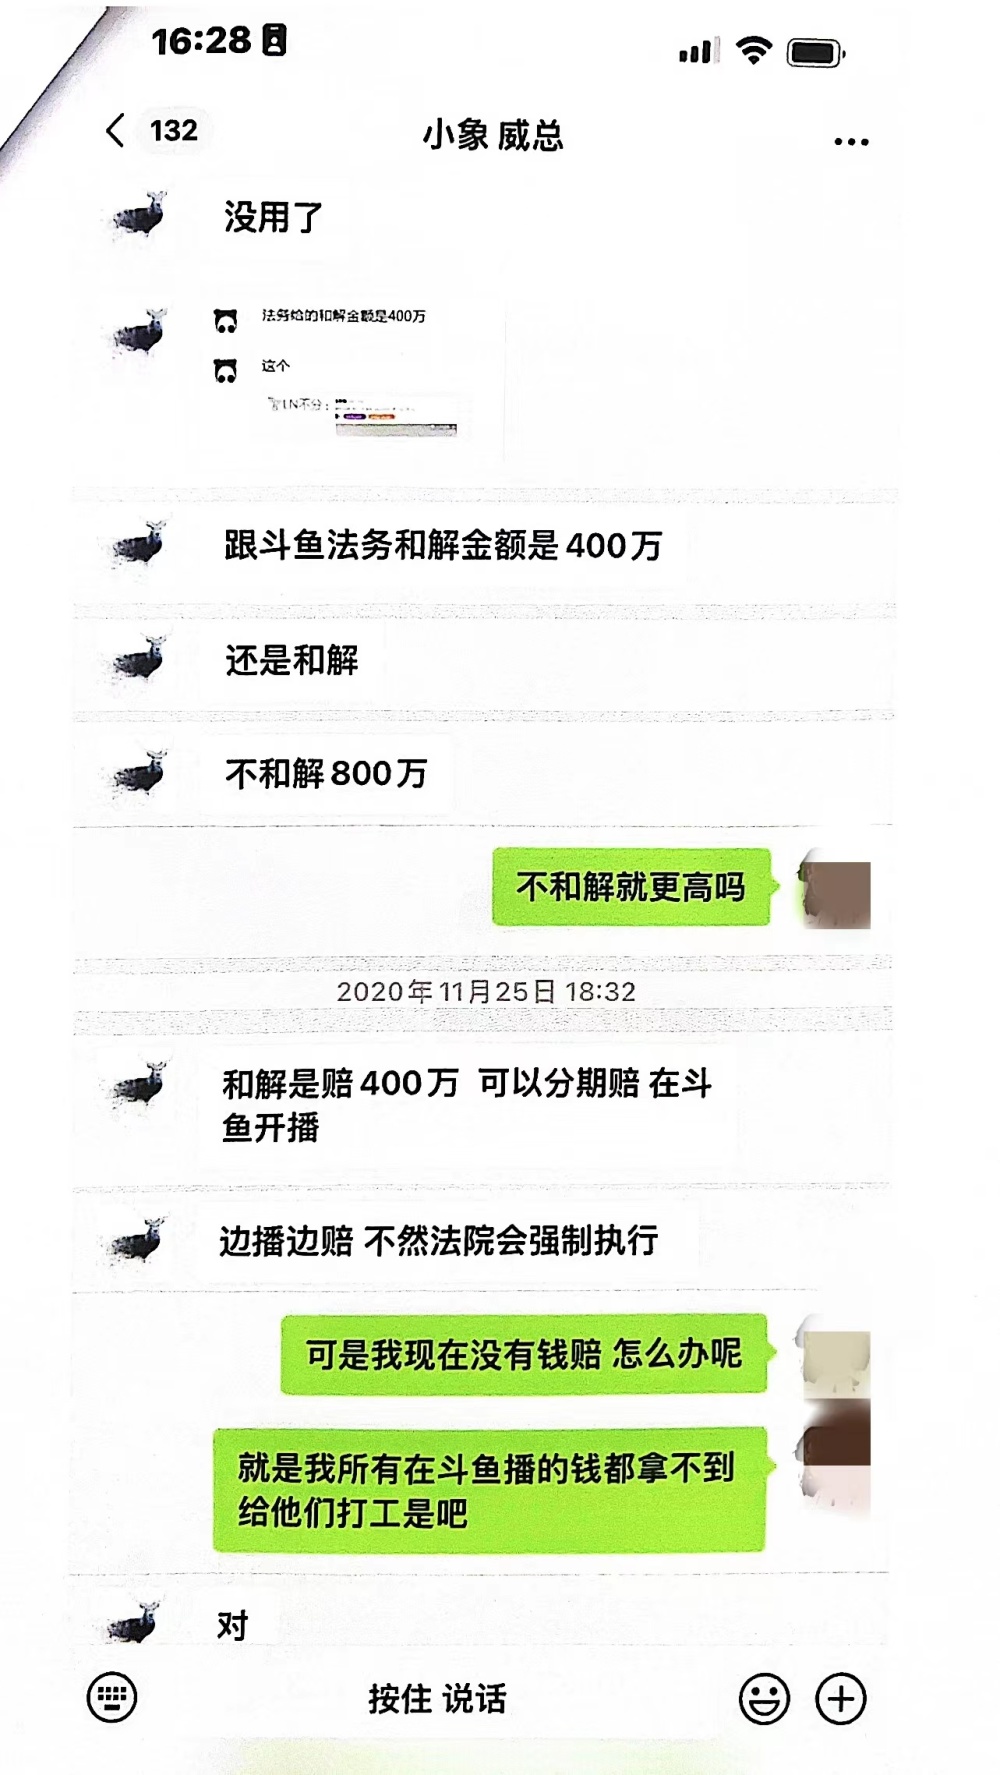 16:28
132
小象 威总
没用了
法务给的和解金额是400万
这个
跟斗鱼法务和解金额是400万
还是和解
不和解800万
不和解就更高吗
2020年11月25日 18:32
和解是赔400万 可以分期赔 在斗
鱼开播
边播边赔 不然法院会强制执行
可是我现在没有钱赔 怎么办呢
就是我所有在斗鱼播的钱都拿不到
给他们打工是吧
对
按住 说话